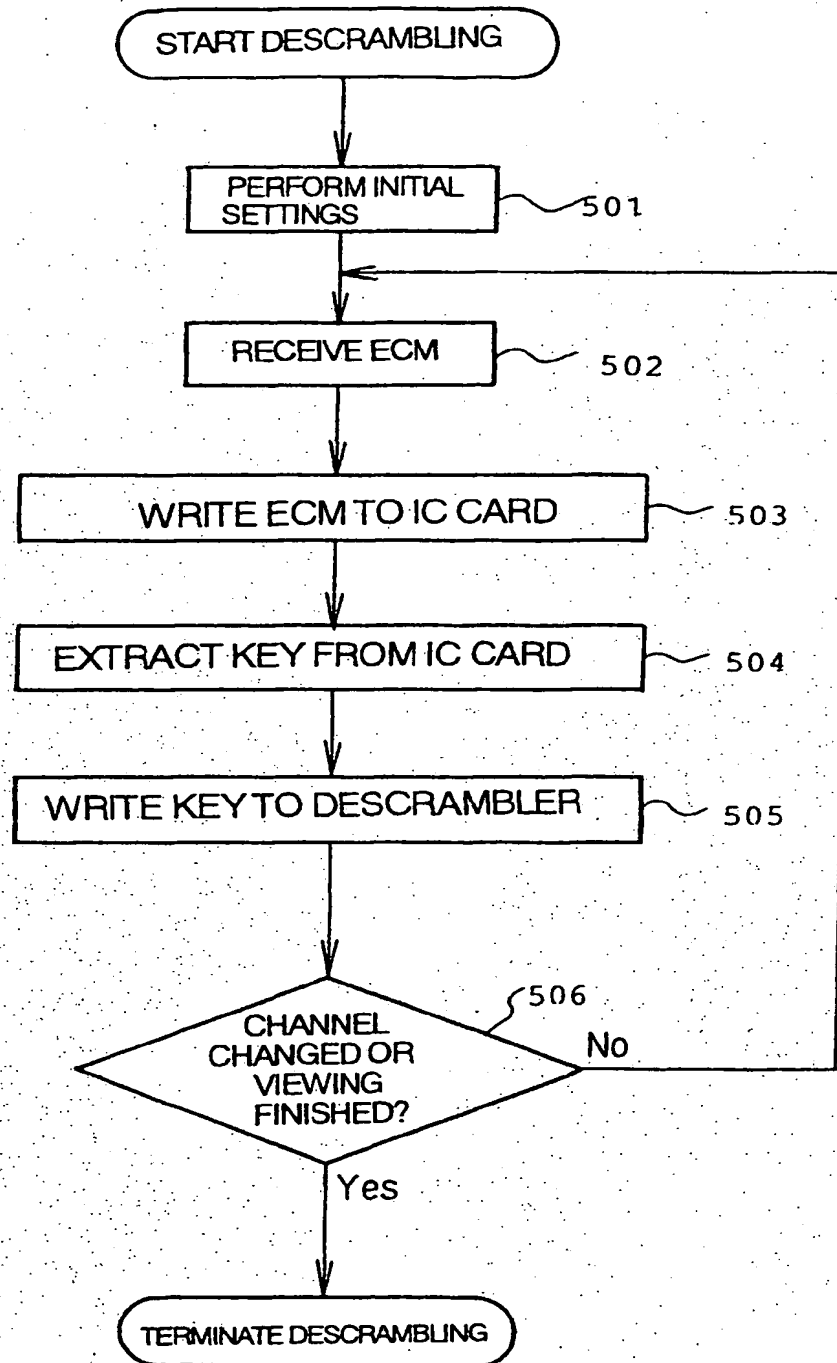 START DESCRAMBLING
PERFORM INITIAL
SETTINGS
501
RECEIVE ECM
502
WRITE ECM TO IC CARD
503
EXTRACT KEY FROM IC CARD
504
WRITE KEY TO DESCRAMBLER
505
506
CHANNEL
CHANGED OR
VIEWING
FINISHED?
No
Yes
TERMINATE DESCRAMBLING